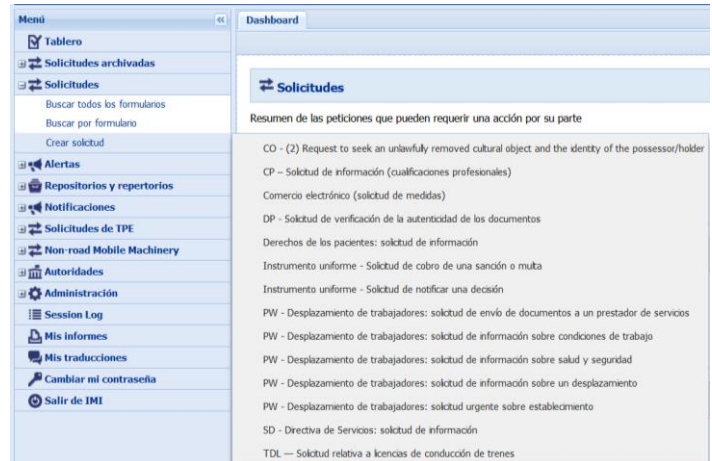 Menú
Tablero
Solicitudes archivadas
Solicitudes
Buscar todos los formularios
Buscar por formulario
Crear solicitud
Alertas
Repositorios y repertorios
Notificaciones
Solicitudes de TPE
Non-road Mobile Machinery
Autoridades
Administración
Session Log
Mis informes
Mis traducciones
Cambiar mi contraseña
Salir de IMI
Dashboard
Solicitudes
Resumen de las peticiones que pueden requerir una acción por su parte
CO - (2) Request to seek an unlawfully removed cultural object and the identity of the possessor/holder
CP – Solicitud de información (cualificaciones profesionales)
Comercio electrónico (solicitud de medidas)
DP - Solicitud de verificación de la autenticidad de los documentos
Derechos de los pacientes: solicitud de información
Instrumento uniforme - Solicitud de cobro de una sanción o multa
Instrumento uniforme - Solicitud de notificar una decisión
PW - Desplazamiento de trabajadores: solicitud de envío de documentos a un prestador de servicios
PW - Desplazamiento de trabajadores: solicitud de información sobre condiciones de trabajo
PW - Desplazamiento de trabajadores: solicitud de información sobre salud y seguridad
PW - Desplazamiento de trabajadores: solicitud de información sobre un desplazamiento
PW - Desplazamiento de trabajadores: solicitud urgente sobre establecimiento
SD - Directiva de Servicios: solicitud de información
TDL — Solicitud relativa a licencias de conducción de trenes